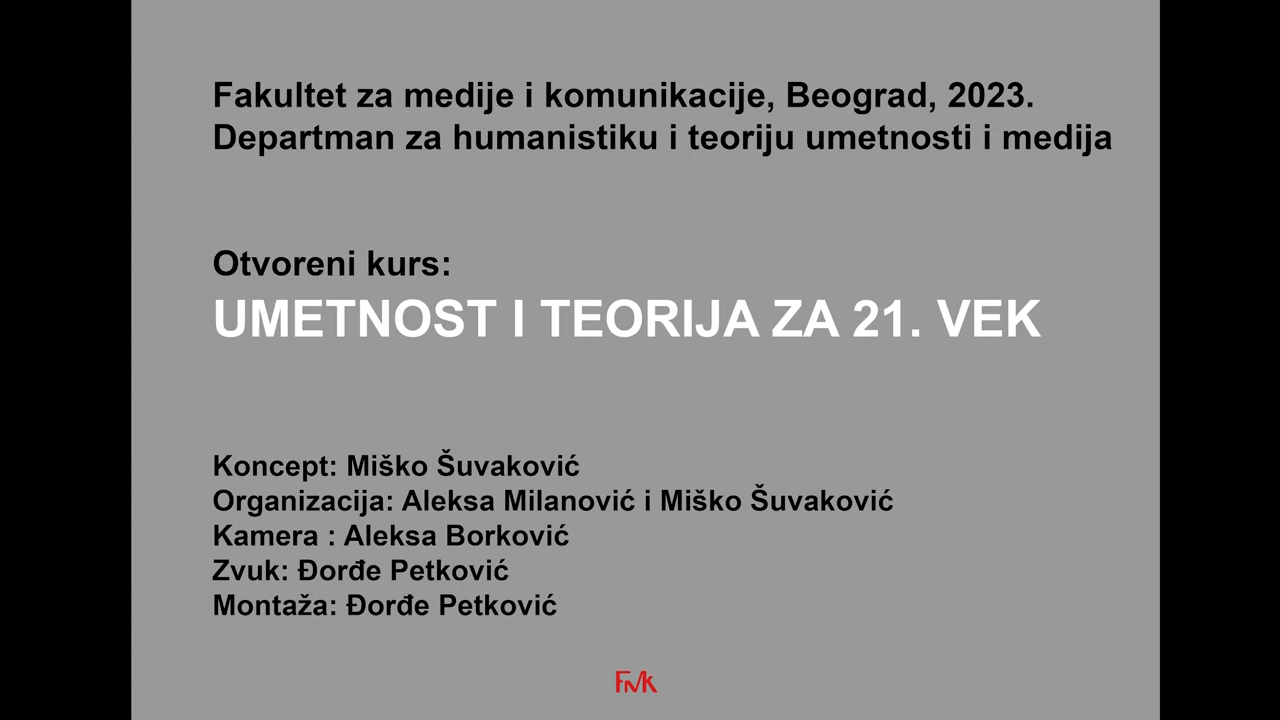 Fakultet za medije i komunikacije, Beograd, 2023.
Departman za humanistiku i teoriju umetnosti i medija
Otvoreni kurs:
UMETNOST I TEORIJA ZA 21. VEK
Koncept: Miško Šuvaković
Organizacija: Aleksa Milanović i Miško Šuvaković
Kamera : Aleksa Borković
Zvuk: Đorđe Petković
Montaža: Đorđe Petković
FMk